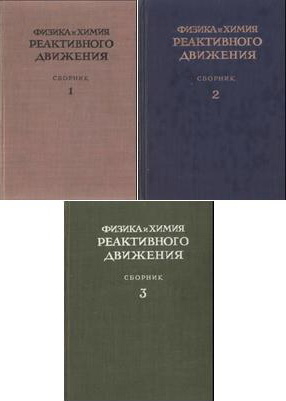 ФИЗИКА и ХИМИЯ
РЕАКТИВНОГО
ДВИЖЕНИЯ
СБОРНИК
1
ФИЗИКА и ХИМИЯ
РЕАКТИВНОГО
ДВИЖЕНИЯ
СБОРНИК
2
ФИЗИКА и ХИМИЯ
РЕАКТИВНОГО
ДВИЖЕНИЯ
СБОРНИК
3